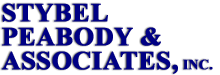 STYBEL
PEABODY &
ASSOCIATES, INC.